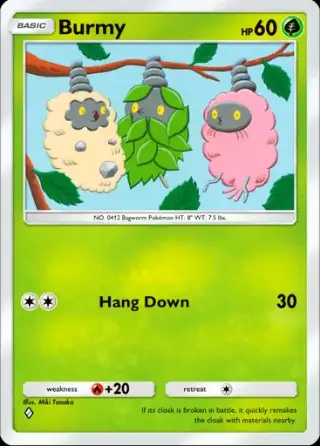 BASIC Burmy HP60
NO. 0412 Bagworm Pokémon HT: 8" WT: 7.5 lbs.
Hang Down 30
weakness +20 retreat
Illus. Miki Tanaka
If its cloak is broken in battle, it quickly remakes
the cloak with materials nearby.